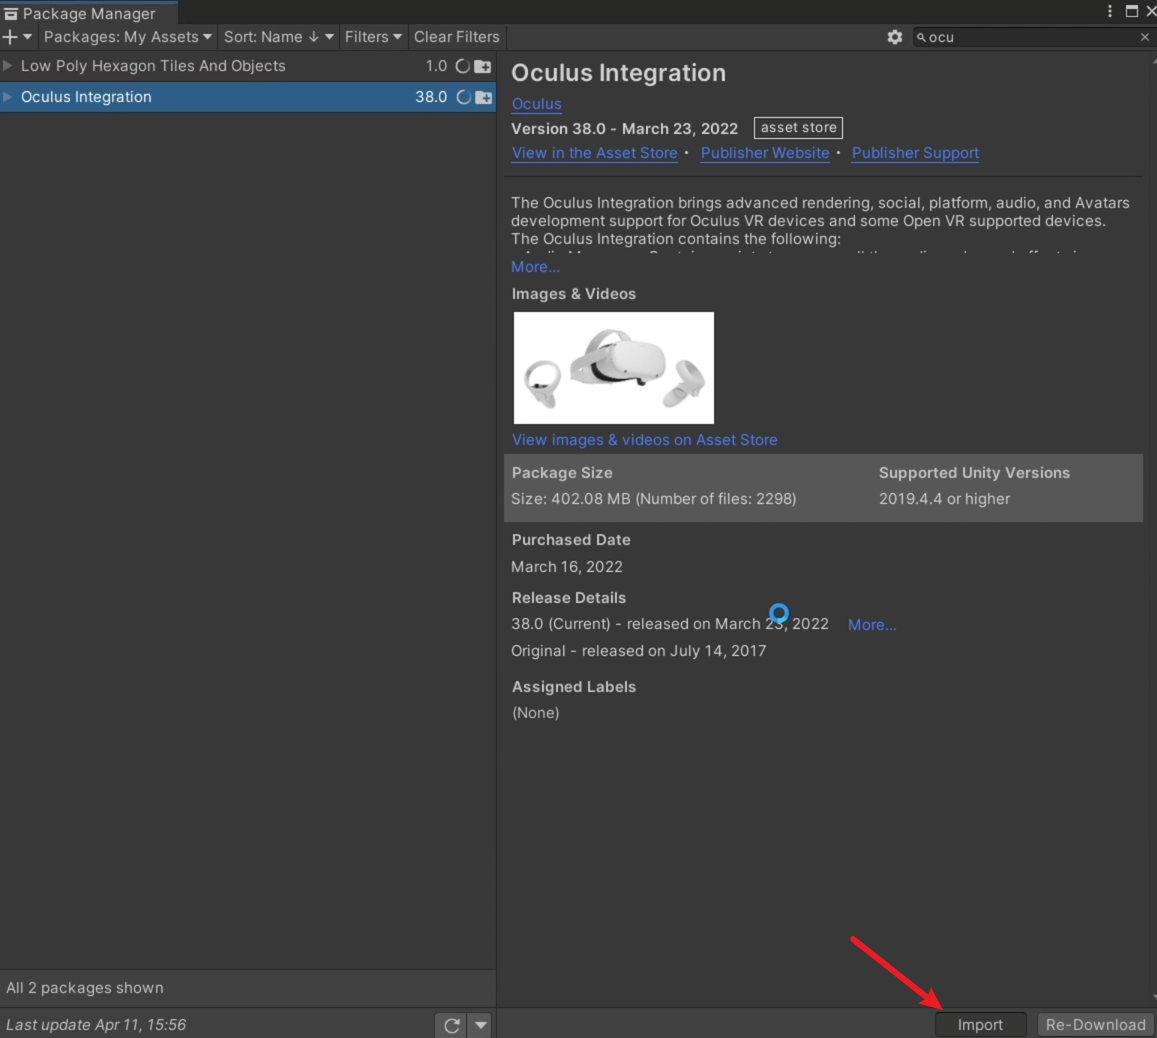 Package Manager
Packages: My Assets
Sort: Name ↓
Filters
Clear Filters
ocu
Low Poly Hexagon Tiles And Objects 1.0
Oculus Integration 38.0
Oculus Integration
Oculus
Version 38.0 - March 23, 2022 asset store
View in the Asset Store • Publisher Website • Publisher Support
The Oculus Integration brings advanced rendering, social, platform, audio, and Avatars
development support for Oculus VR devices and some Open VR supported devices.
The Oculus Integration contains the following:
More...
Images & Videos
View images & videos on Asset Store
Package Size
Size: 402.08 MB (Number of files: 2298)
Supported Unity Versions
2019.4.4 or higher
Purchased Date
March 16, 2022
Release Details
38.0 (Current) - released on March 23, 2022 More...
Original - released on July 14, 2017
Assigned Labels
(None)
All 2 packages shown
Last update Apr 11, 15:56
Import
Re-Download